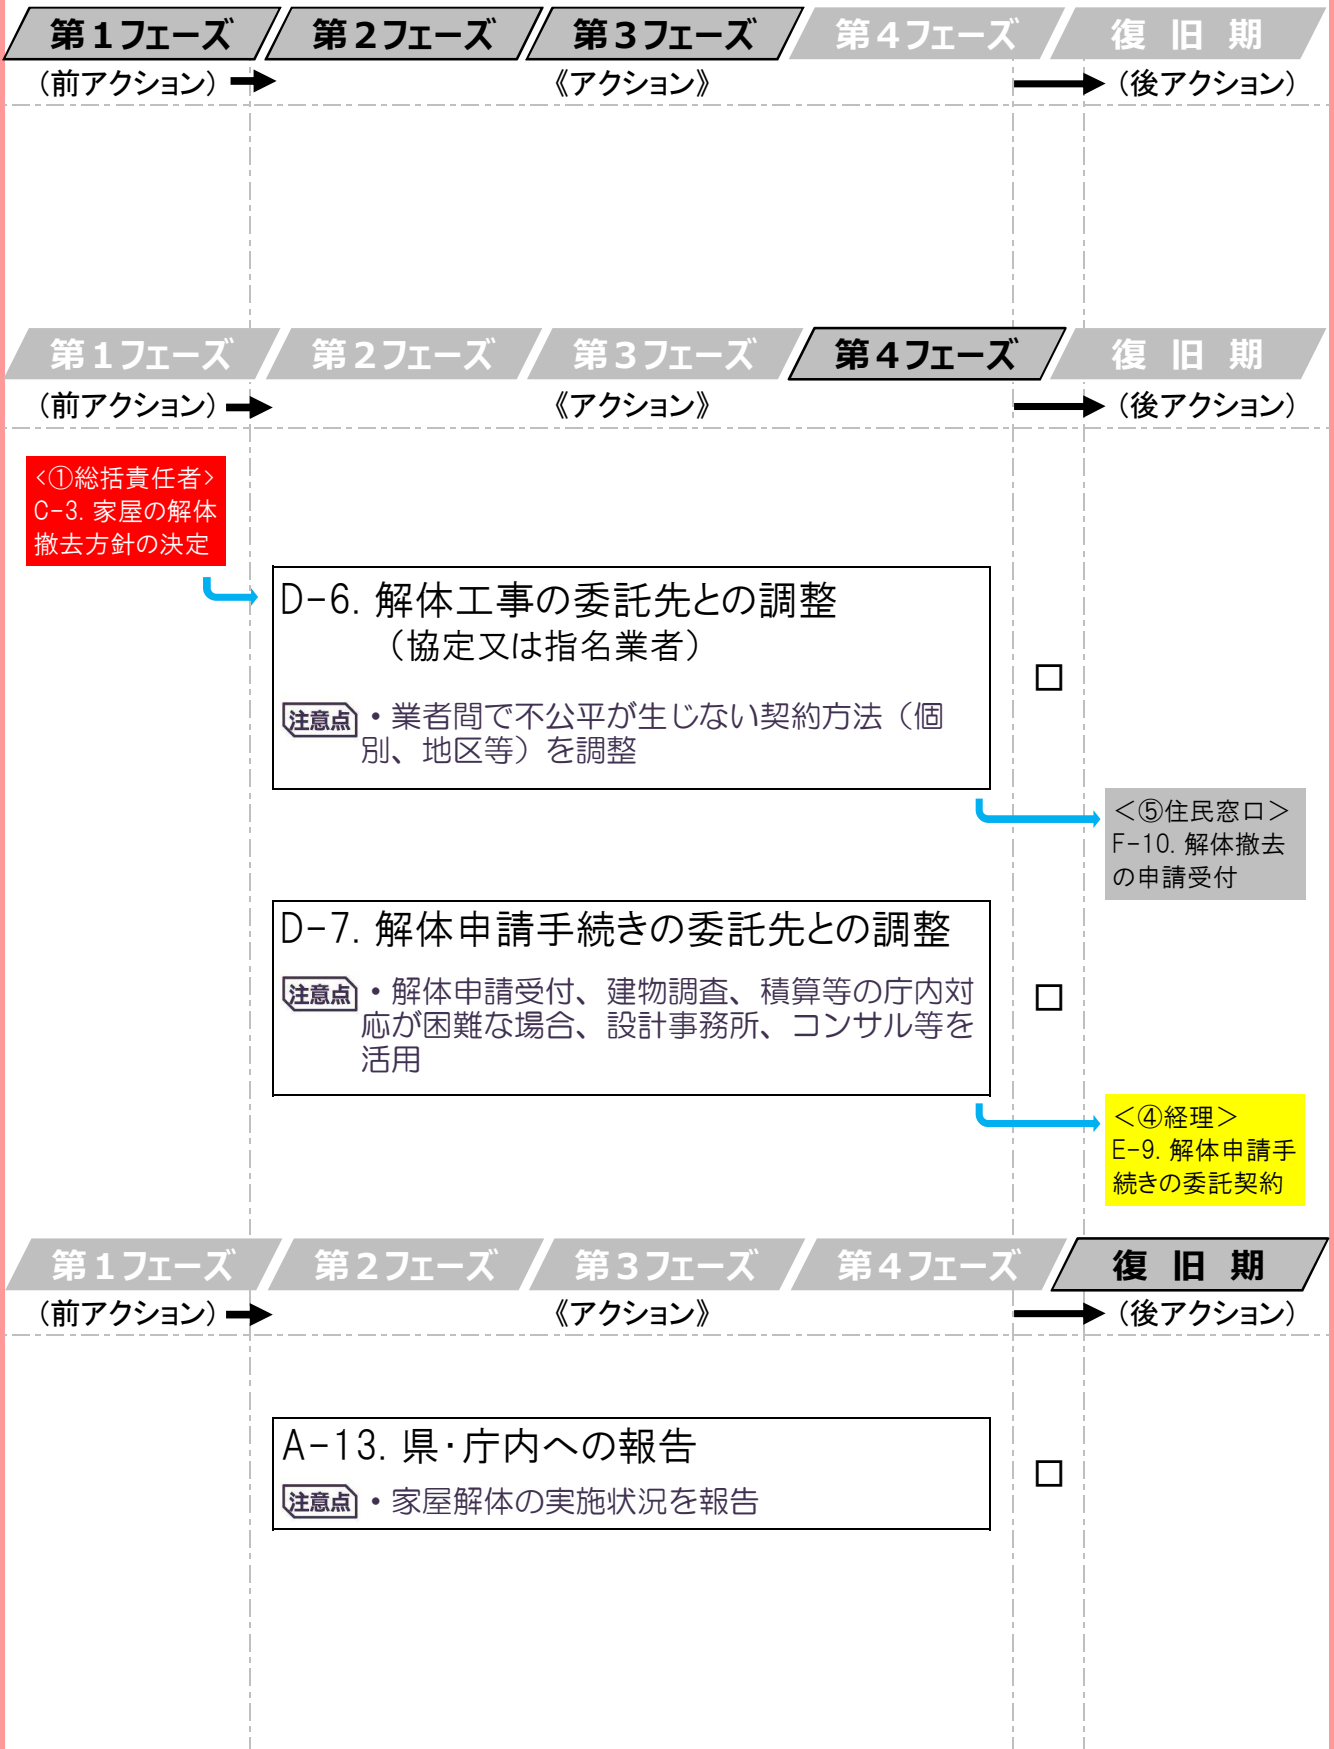 第1フェーズ 第2フェーズ 第3フェーズ 第4フェーズ 復旧期
(前アクション) 《アクション》 (後アクション)
第1フェーズ 第2フェーズ 第3フェーズ 第4フェーズ 復旧期
(前アクション) 《アクション》 (後アクション)
<①総括責任者>
C-3. 家屋の解体
撤去方針の決定
D-6. 解体工事の委託先との調整
(協定又は指名業者)
注意点 ・業者間で不公平が生じない契約方法(個
別、地区等)を調整
□
<⑤住民窓口>
F-10. 解体撤去
の申請受付
D-7. 解体申請手続きの委託先との調整
注意点 ・解体申請受付、建物調査、積算等の庁内対
応が困難な場合、設計事務所、コンサル等を
活用
□
<④経理>
E-9. 解体申請手
続きの委託契約
第1フェーズ 第2フェーズ 第3フェーズ 第4フェーズ 復旧期
(前アクション) 《アクション》 (後アクション)
A-13. 県・庁内への報告
注意点 ・家屋解体の実施状況を報告
□